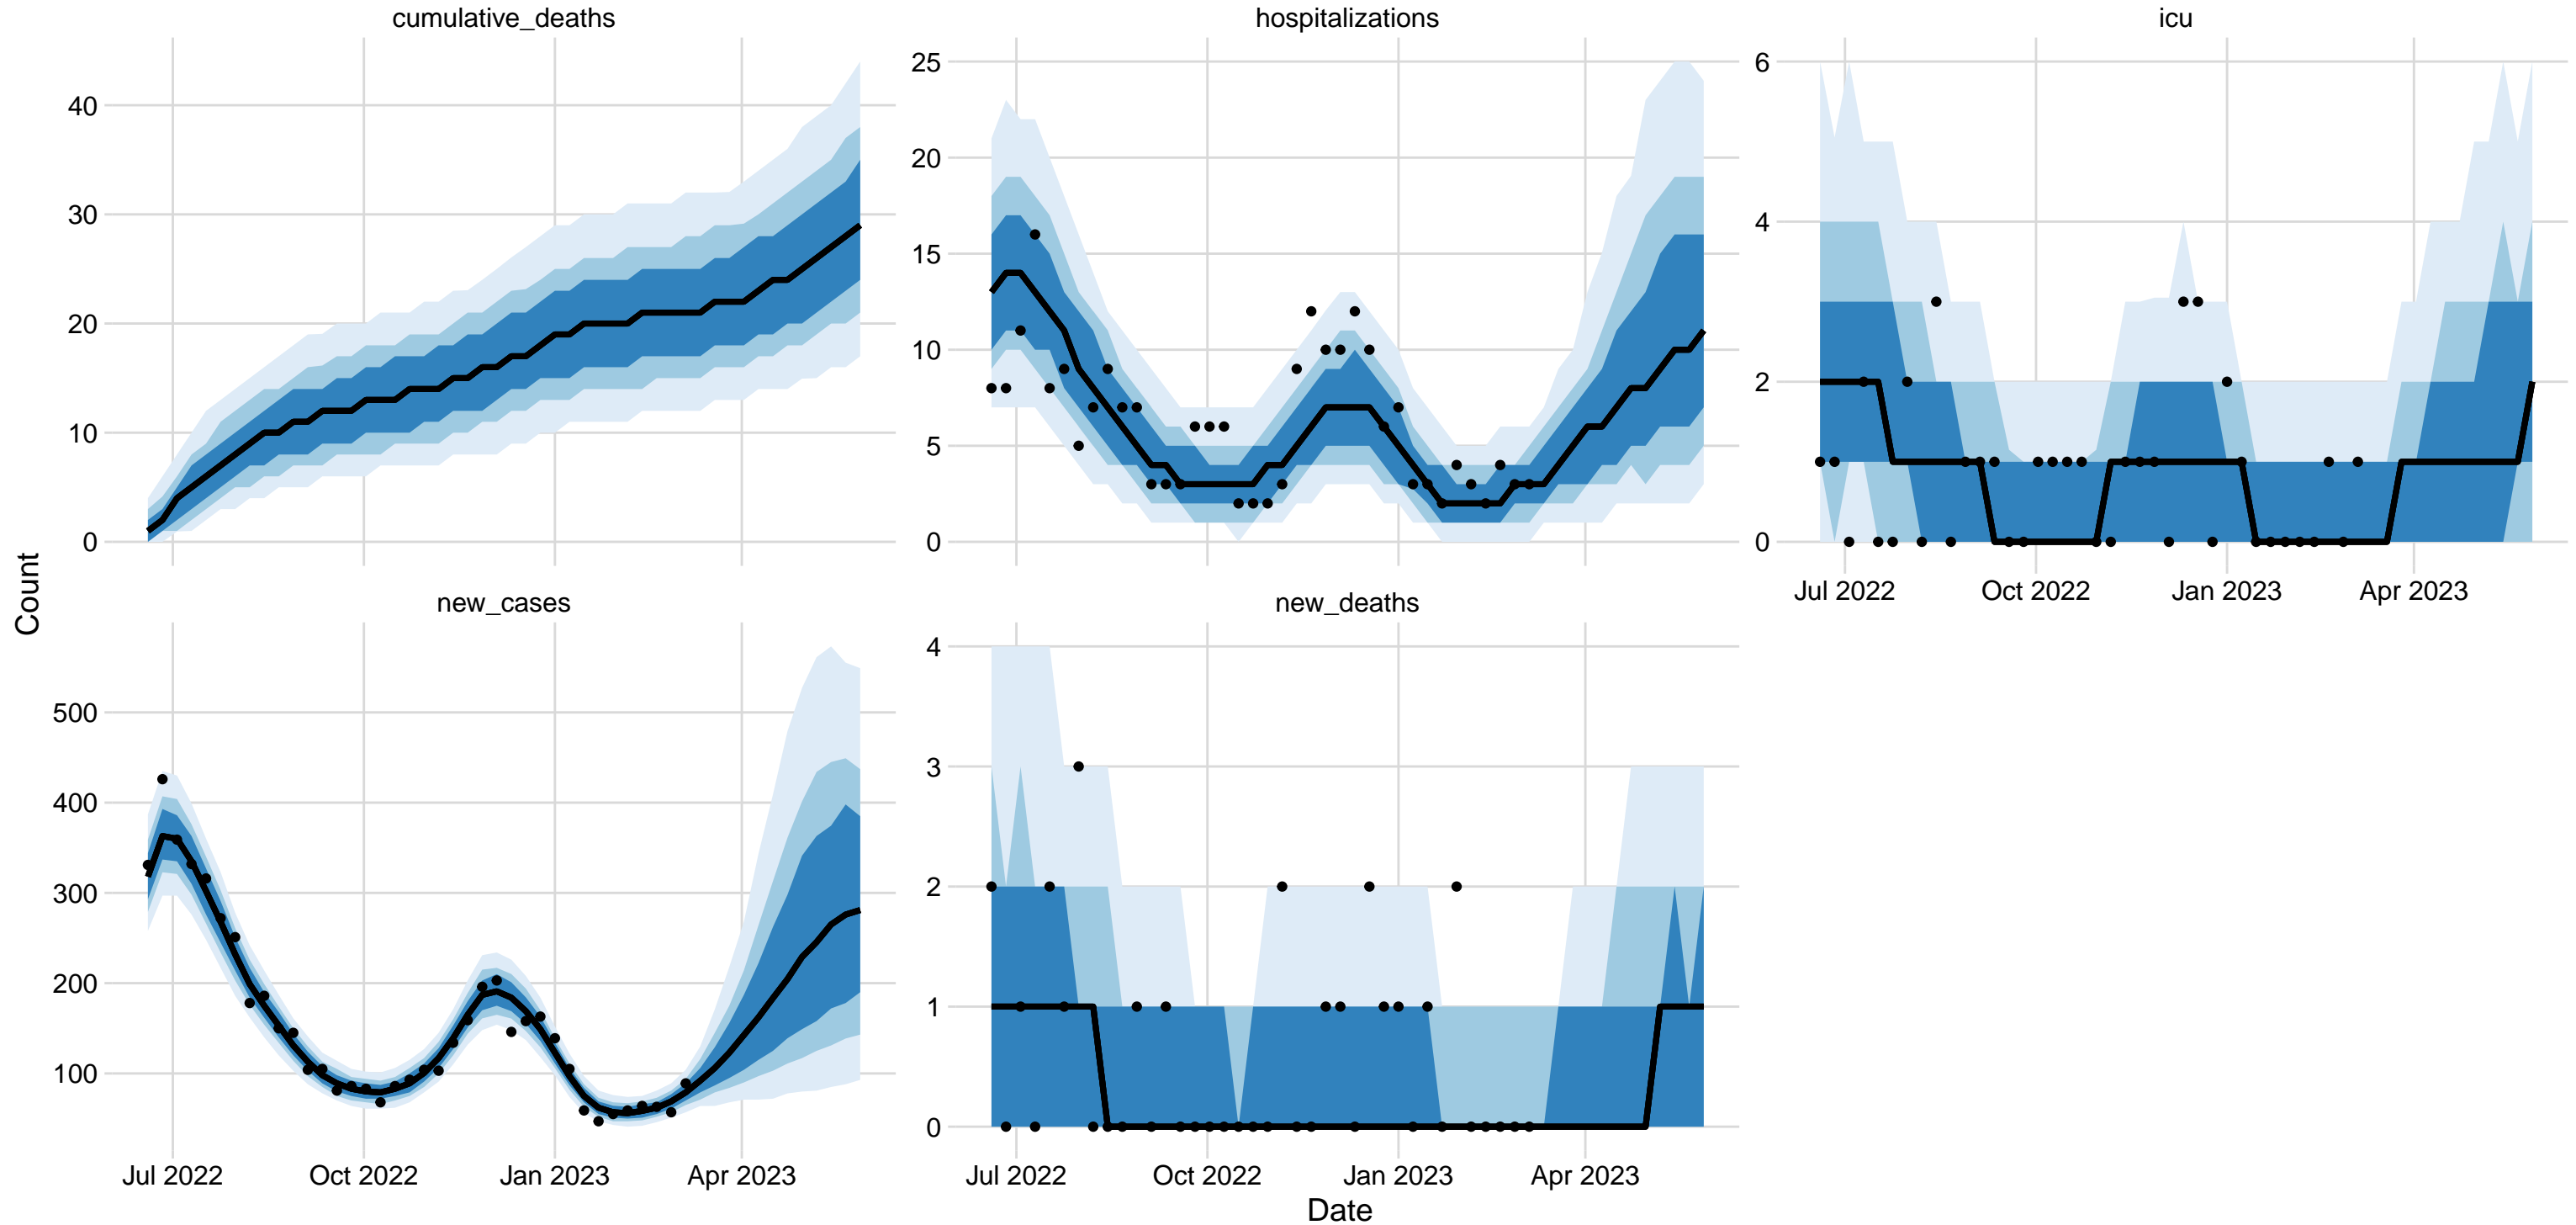 cumulative_deaths
hospitalizations
icu
40
30
20
10
0
25
20
15
10
5
0
6
4
2
0
Jul 2022
Oct 2022
Jan 2023
Apr 2023
Count
new_cases
new_deaths
500
400
300
200
100
4
3
2
1
0
Jul 2022
Oct 2022
Jan 2023
Apr 2023
Jul 2022
Oct 2022
Jan 2023
Apr 2023
Date